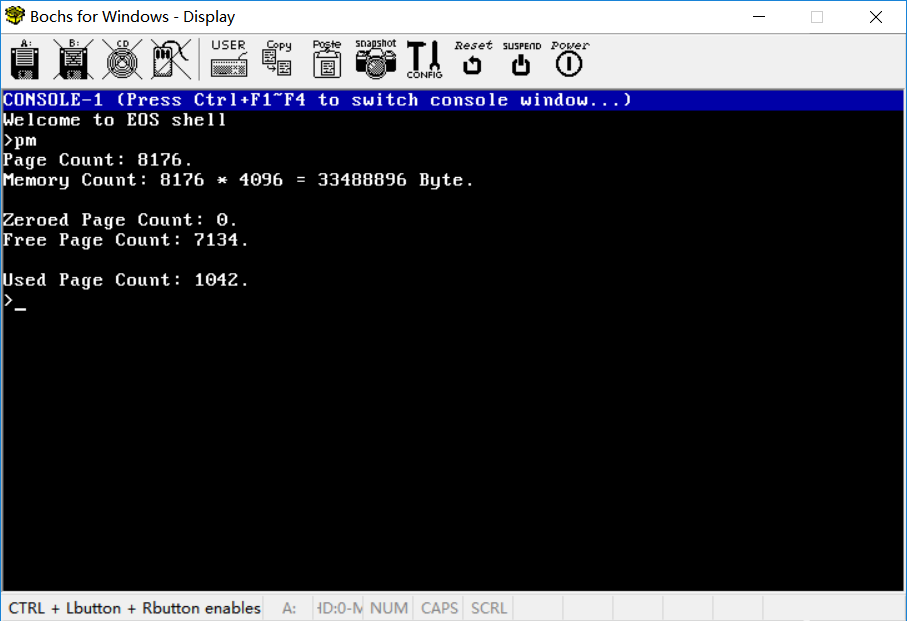 Bochs for Windows - Display
A: B: CD USER Copy Paste snapshot CONFIG Reset SUSPEND Power
CONSOLE-1 (Press Ctrl+F1~F4 to switch console window...)
Welcome to EOS shell
>pm
Page Count: 8176.
Memory Count: 8176 * 4096 = 33488896 Byte.
Zeroed Page Count: 0.
Free Page Count: 7134.
Used Page Count: 1042.
>_
CTRL + Lbutton + Rbutton enables A: HD:0-M NUM CAPS SCRL